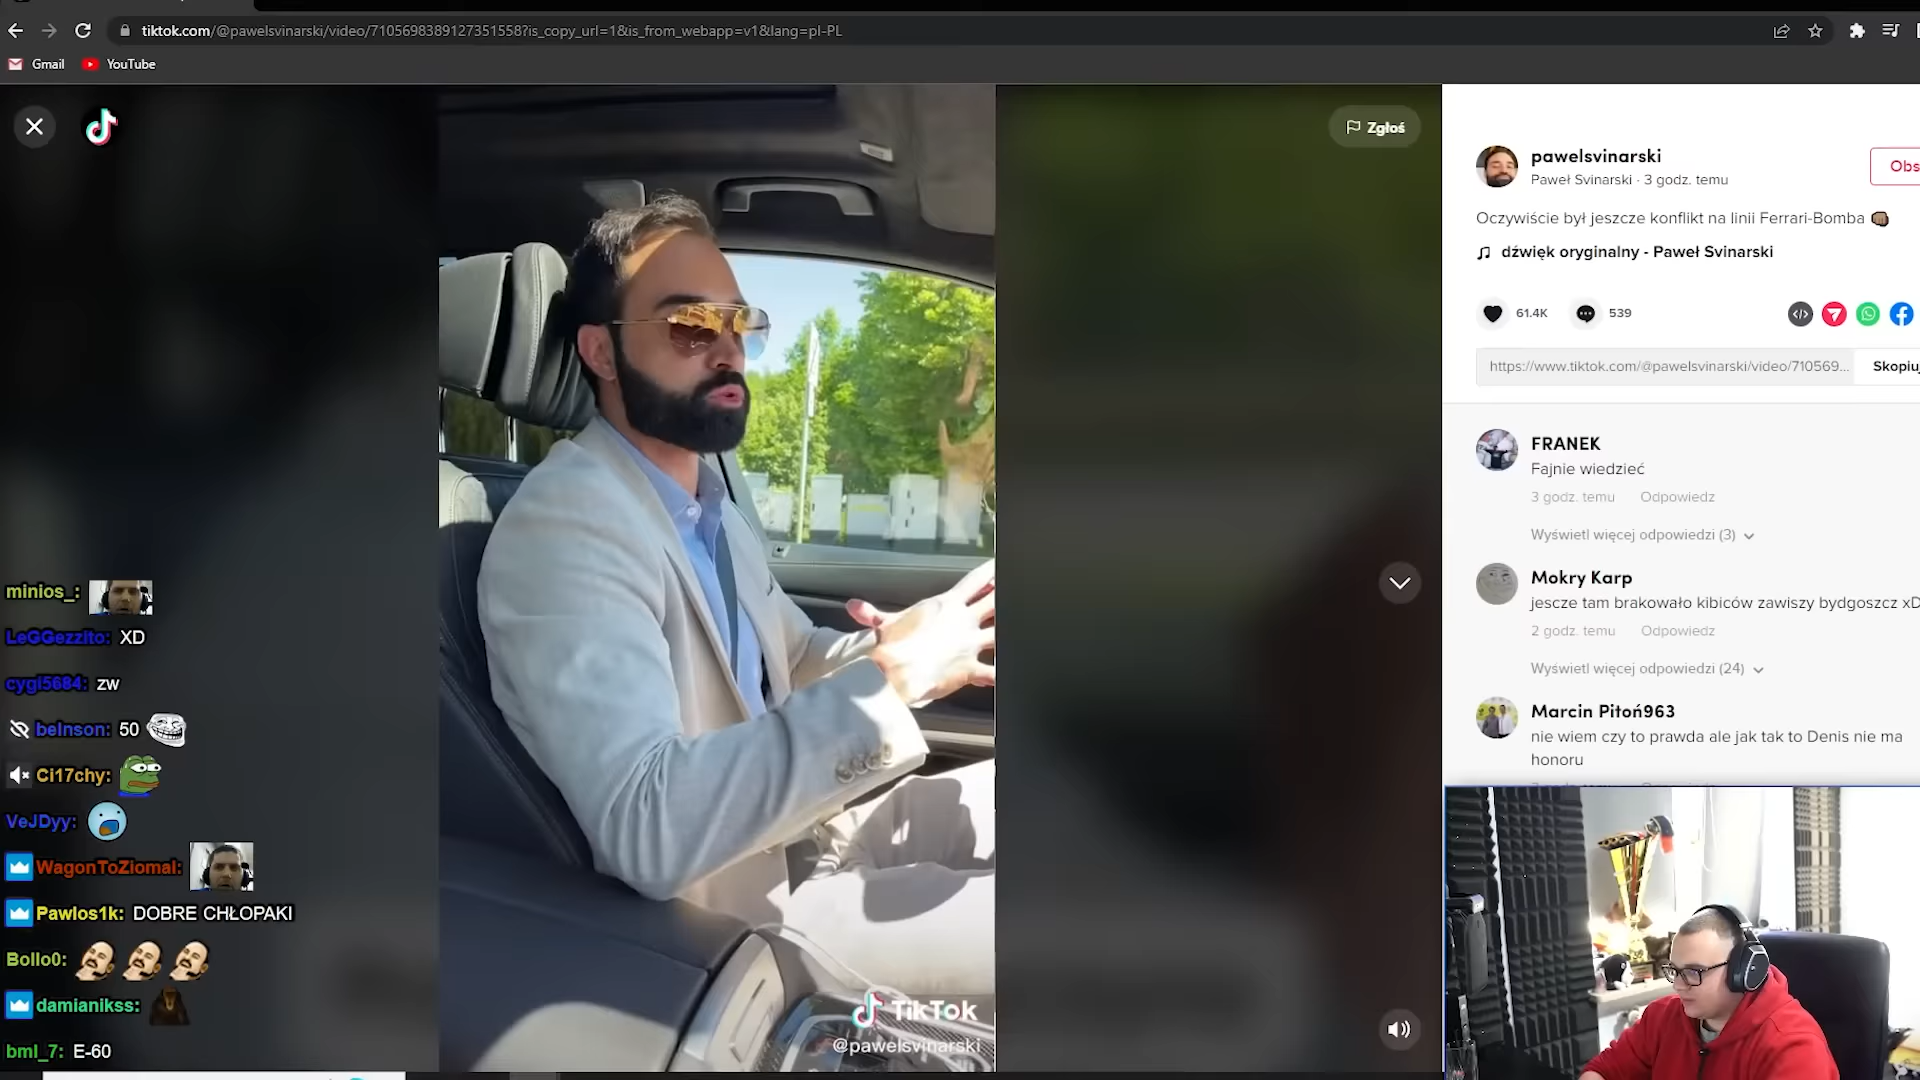 tiktok.com/@pawelsvinarski/video/7105698389127351558?is_copy_url=1&is_from_webapp=v1&lang=pl-PL
Gmail
YouTube
Zgłoś
pawelsvinarski
Paweł Svinarski · 3 godz. temu
Obs
Oczywiście był jeszcze konflikt na linii Ferrari-Bomba
dźwięk oryginalny - Paweł Svinarski
61.4K
539
https://www.tiktok.com/@pawelsvinarski/video/710569...
Skopiuj
FRANEK
Fajnie wiedzieć
3 godz. temu Odpowiedz
Wyświetl więcej odpowiedzi (3)
Mokry Karp
jescze tam brakowało kibiców zawiszy bydgoszcz xD
2 godz. temu Odpowiedz
Wyświetl więcej odpowiedzi (24)
Marcin Pitoń963
nie wiem czy to prawda ale jak tak to Denis nie ma
honoru
minios_:
LeGGezzito: XD
cygi5684: zw
belnson: 50
Ci17chy:
VeJDyy:
WagonToZiomal:
Pawlos1k: DOBRE CHŁOPAKI
Bollo0:
damianikss:
bml_7: E-60
TikTok
@pawelsvinarski